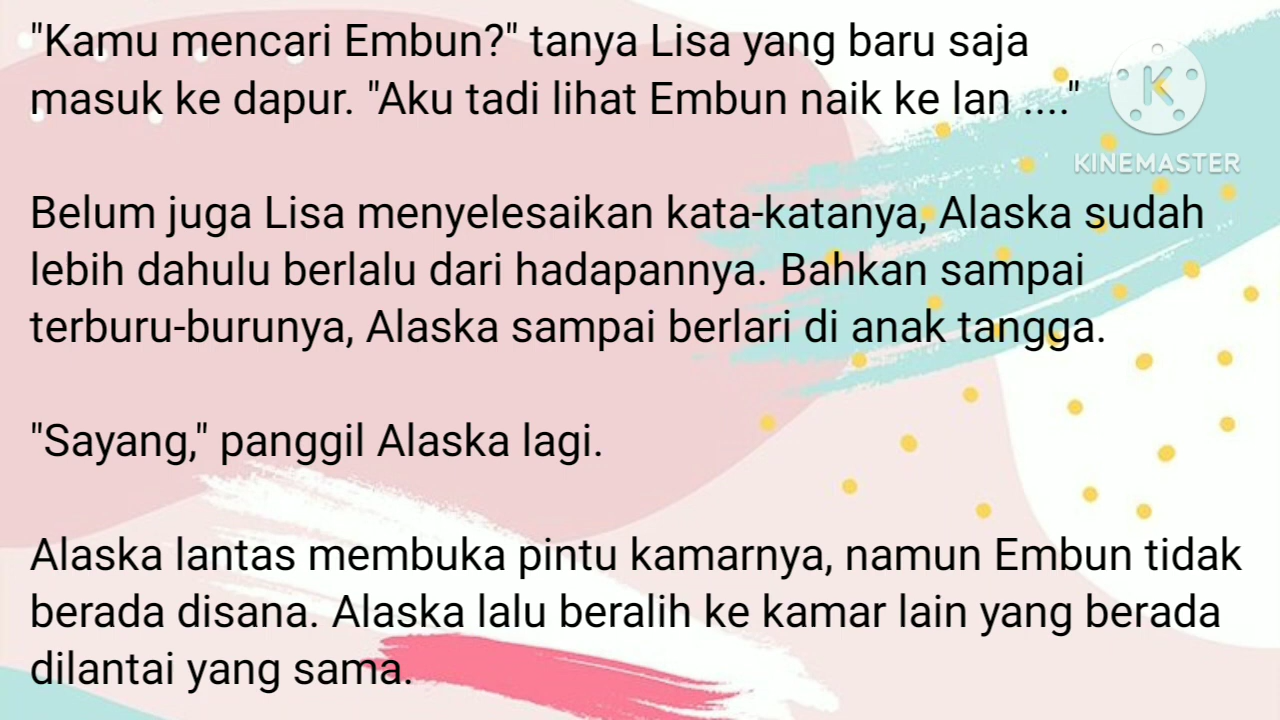 "Kamu mencari Embun?" tanya Lisa yang baru saja
masuk ke dapur. "Aku tadi lihat Embun naik ke lan ...."
KINEMASTER
Belum juga Lisa menyelesaikan kata-katanya, Alaska sudah
lebih dahulu berlalu dari hadapannya. Bahkan sampai
terburu-burunya, Alaska sampai berlari di anak tangga.
"Sayang," panggil Alaska lagi.
Alaska lantas membuka pintu kamarnya, namun Embun tidak
berada disana. Alaska lalu beralih ke kamar lain yang berada
dilantai yang sama.